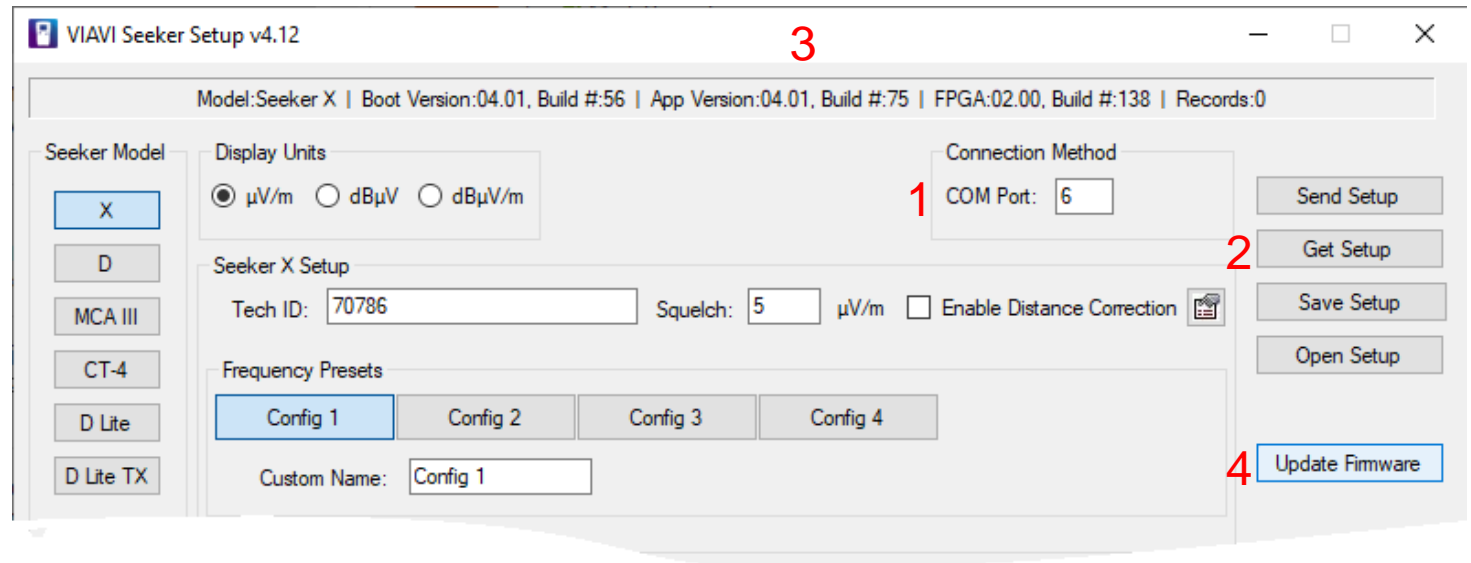 VIAVI Seeker Setup v4.12
3
Model:Seeker X | Boot Version:04.01, Build #:56 | App Version:04.01, Build #:75 | FPGA:02.00, Build #:138 | Records:0
Seeker Model
X
D
MCA III
CT-4
D Lite
D Lite TX
Display Units
µV/m dBµV dBµV/m
Connection Method
1 COM Port: 6
Seeker X Setup
Tech ID: 70786 Squelch: 5 µV/m Enable Distance Correction
Frequency Presets
Config 1 Config 2 Config 3 Config 4
Custom Name: Config 1
Send Setup
2 Get Setup
Save Setup
Open Setup
4 Update Firmware